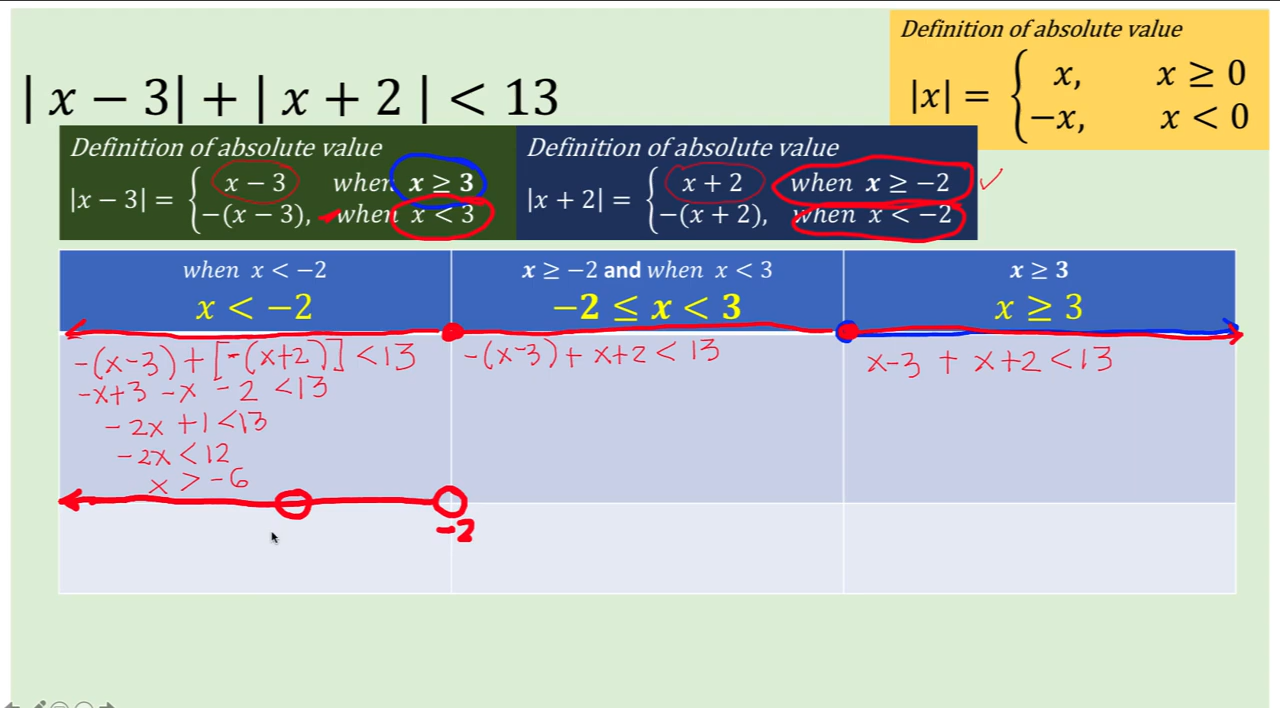 Definition of absolute value
|x| = { x, x ≥ 0
−x, x < 0
|x − 3| + |x + 2| < 13
Definition of absolute value
|x − 3| = { x − 3 when x ≥ 3
−(x − 3), when x < 3
Definition of absolute value
|x + 2| = { x + 2 when x ≥ −2
−(x + 2), when x < −2
when x < −2
x < −2
x ≥ −2 and when x < 3
−2 ≤ x < 3
x ≥ 3
x ≥ 3
-(x-3) + [-(x+2)] < 13
-x+3 -x - 2 < 13
-2x + 1 < 13
-2x < 12
x > -6
-2
-(x-3) + x+2 < 13
x-3 + x+2 < 13